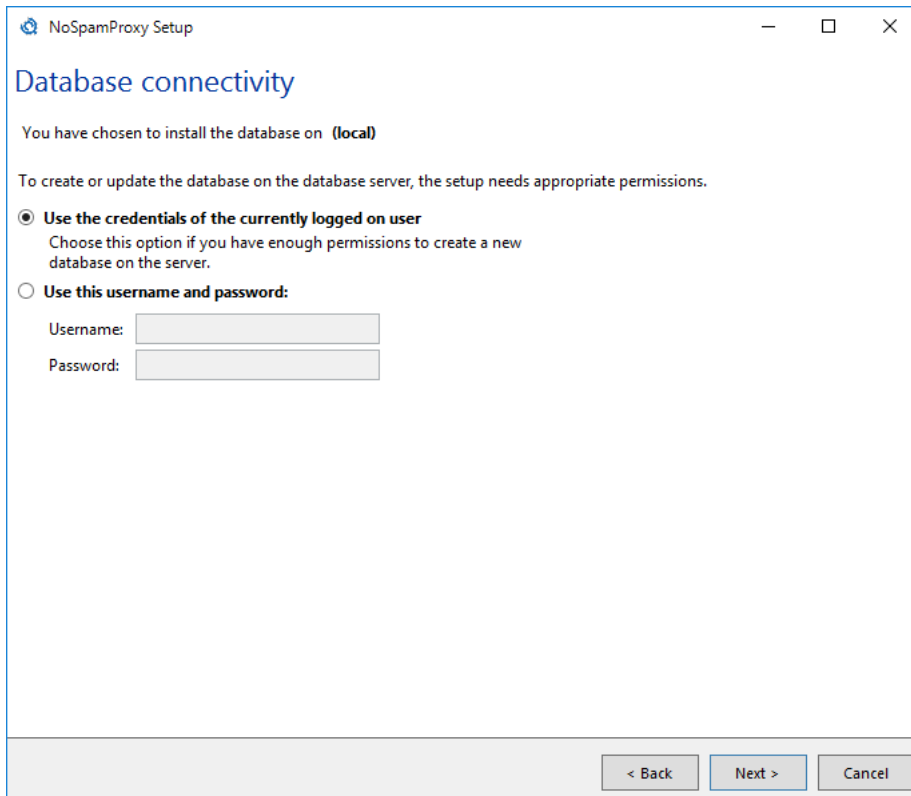 NoSpamProxy Setup
Database connectivity
You have chosen to install the database on (local)
To create or update the database on the database server, the setup needs appropriate permissions.
Use the credentials of the currently logged on user
Choose this option if you have enough permissions to create a new
database on the server.
Use this username and password:
Username:
Password:
< Back Next > Cancel